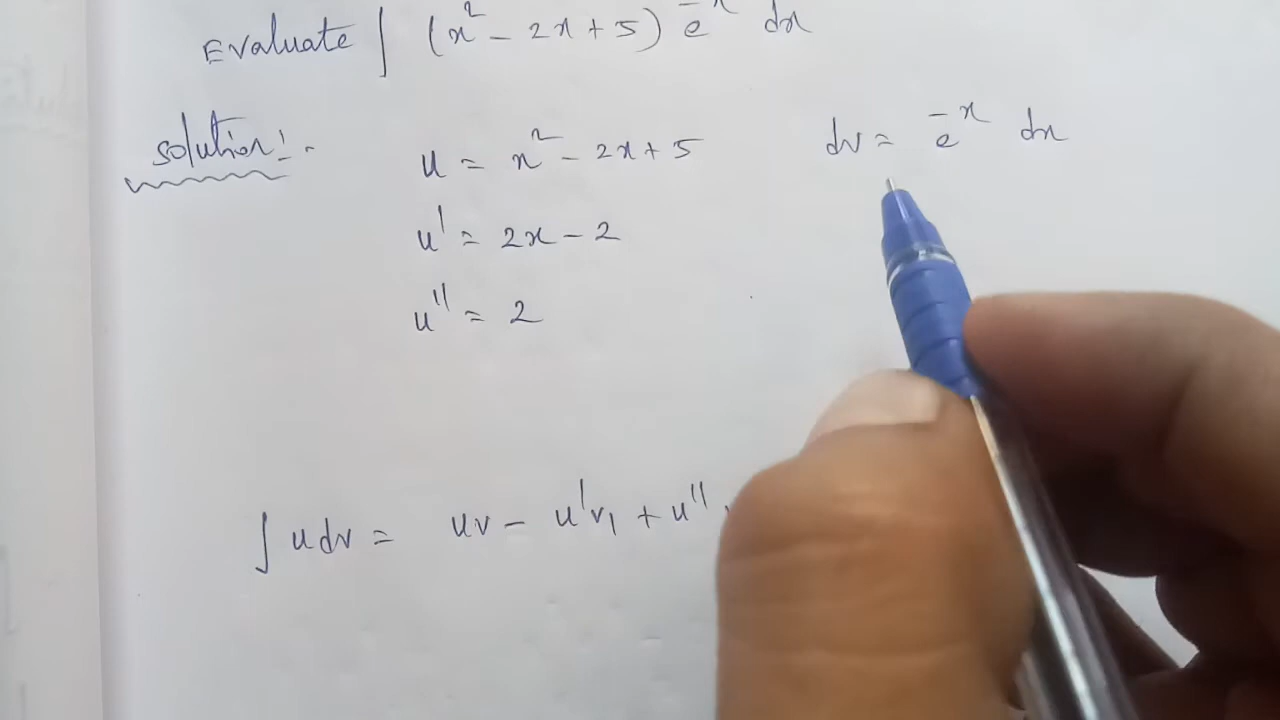 Evaluate ∫ (x² - 2x + 5) e⁻ˣ dx
solution:-
u = x² - 2x + 5 dv = e⁻ˣ dx
u' = 2x - 2
u'' = 2
∫ u dv = uv - u'v₁ + u''